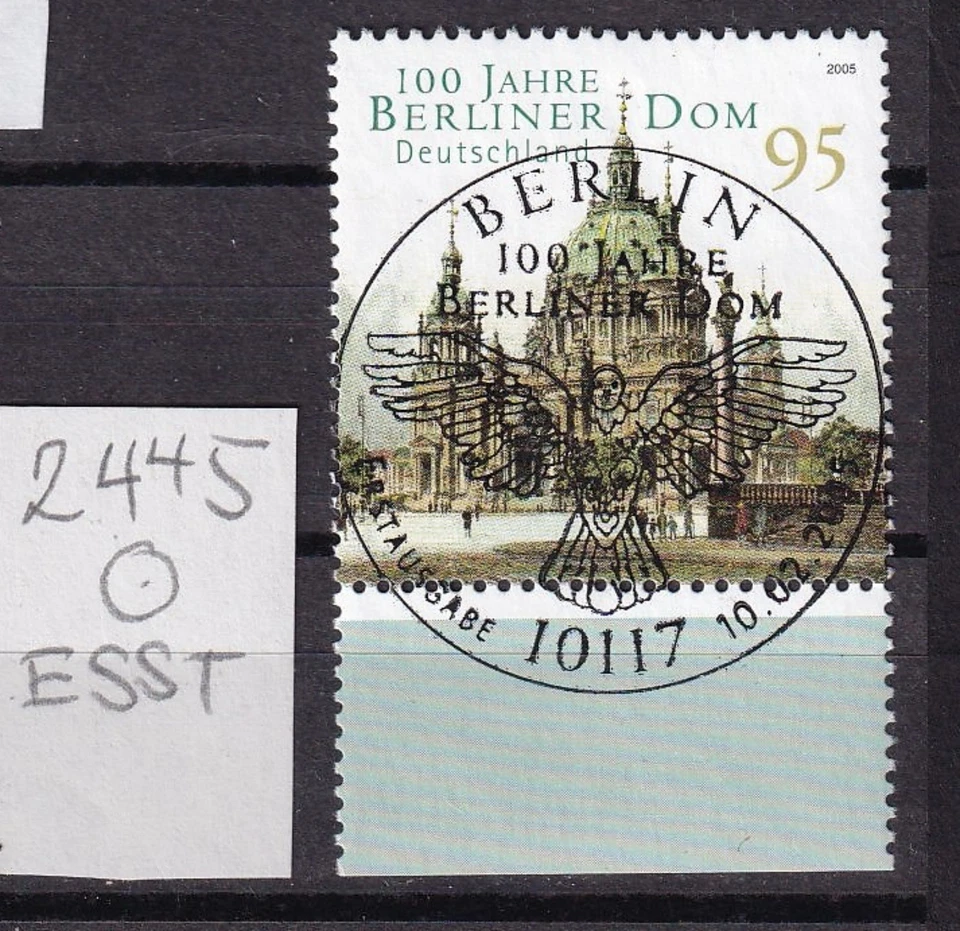 100 JAHRE
BERLINER DOM
Deutschland
2005
95
BERLIN
100 JAHRE
BERLINER DOM
ERSTAUSGABE
10117
10.02.2005
2445
ESST